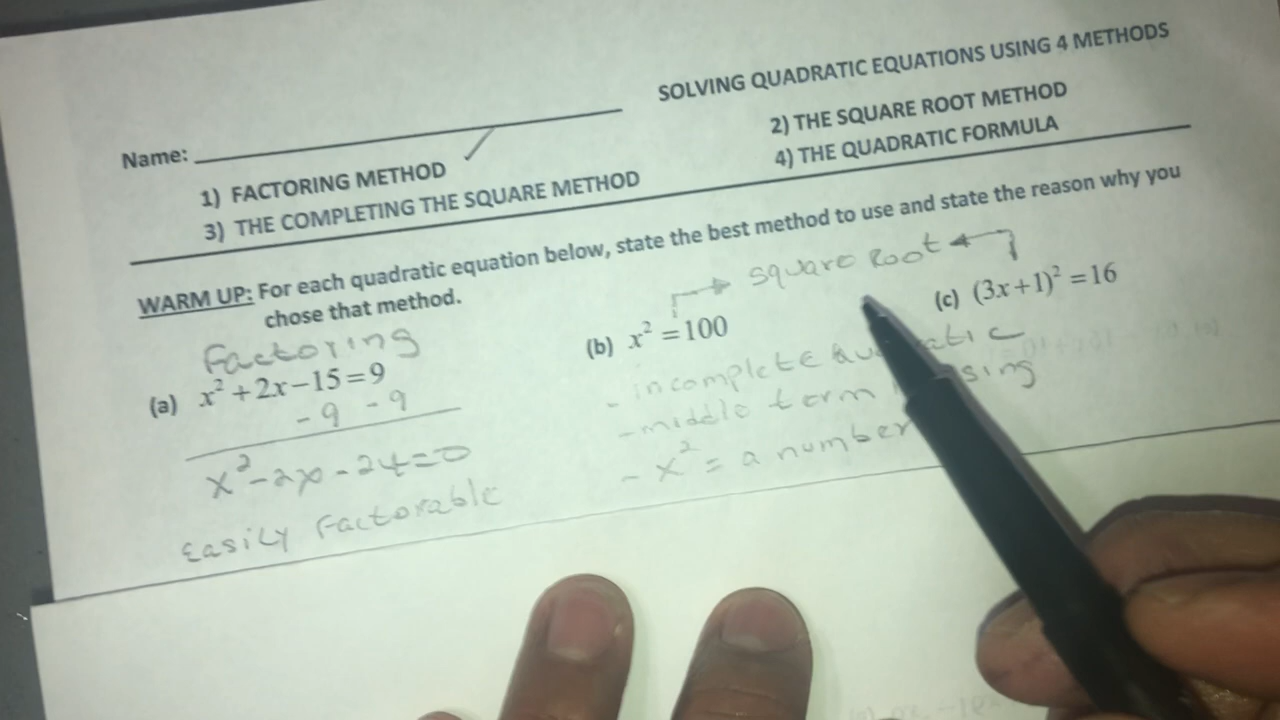 SOLVING QUADRATIC EQUATIONS USING 4 METHODS
Name:
1) FACTORING METHOD
2) THE SQUARE ROOT METHOD
3) THE COMPLETING THE SQUARE METHOD
4) THE QUADRATIC FORMULA
WARM UP: For each quadratic equation below, state the best method to use and state the reason why you
chose that method.
Square Root
Factoring
(a) x² + 2x − 15 = 9
(b) x² = 100
(c) (3x + 1)² = 16
- 9 - 9
x² - 2x - 24 = 0
Easily Factorable
- incomplete
- middle term
- x² = a number